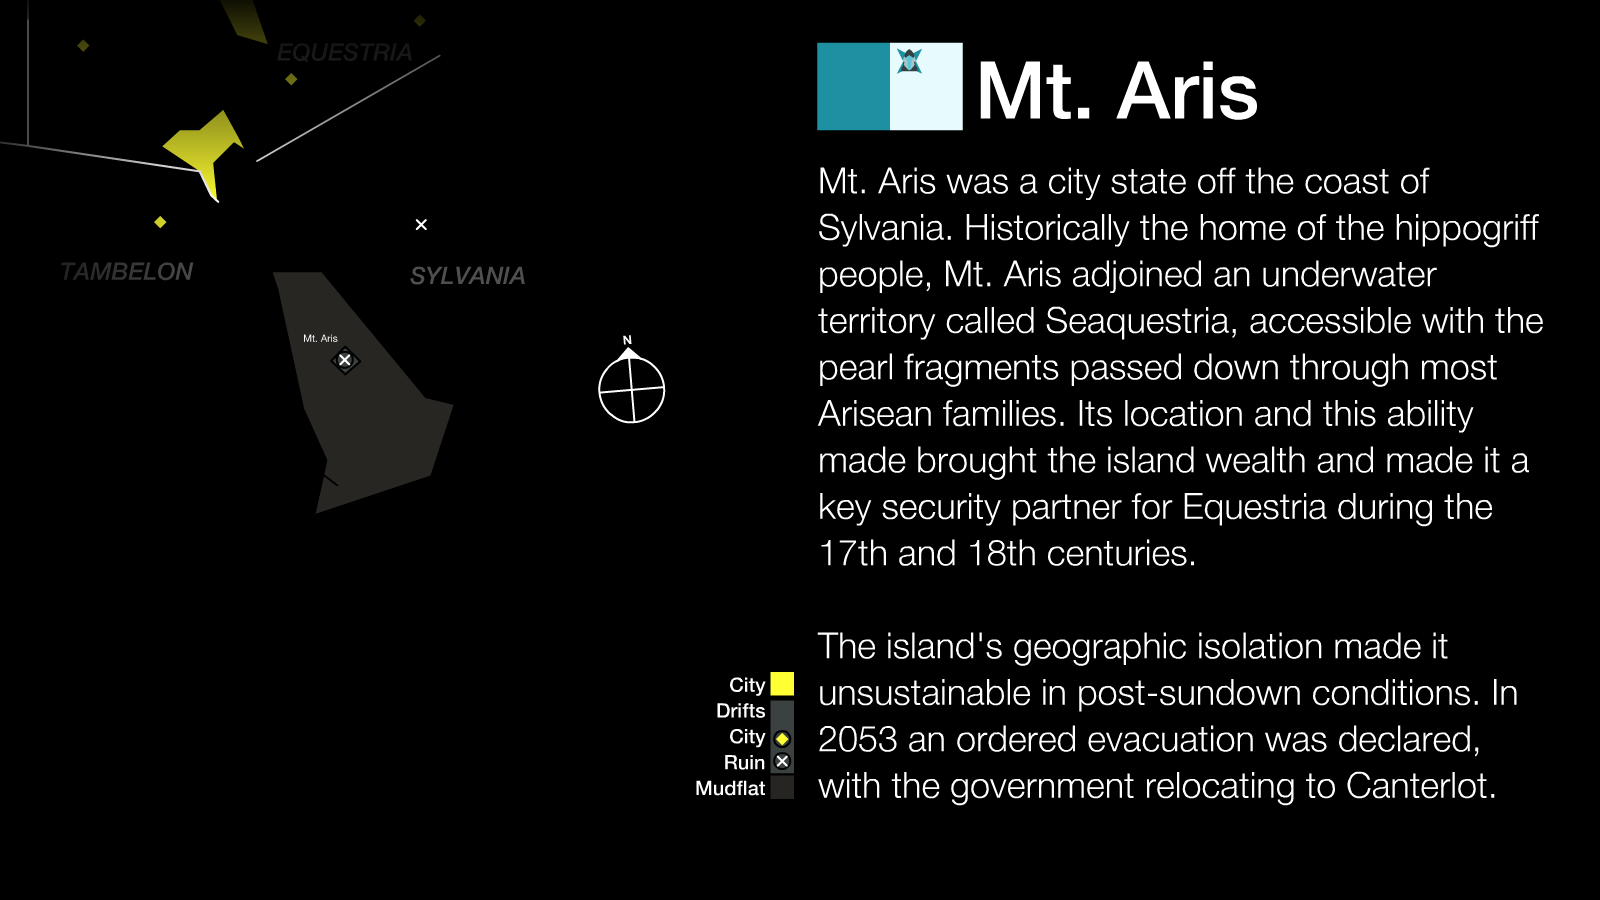 EQUESTRIA
TAMBELON
SYLVANIA
Mt. Aris
N
City
Drifts
City
Ruin
Mudflat
Mt. Aris
Mt. Aris was a city state off the coast of
Sylvania. Historically the home of the hippogriff
people, Mt. Aris adjoined an underwater
territory called Seaquestria, accessible with the
pearl fragments passed down through most
Arisean families. Its location and this ability
made brought the island wealth and made it a
key security partner for Equestria during the
17th and 18th centuries.
The island's geographic isolation made it
unsustainable in post-sundown conditions. In
2053 an ordered evacuation was declared,
with the government relocating to Canterlot.